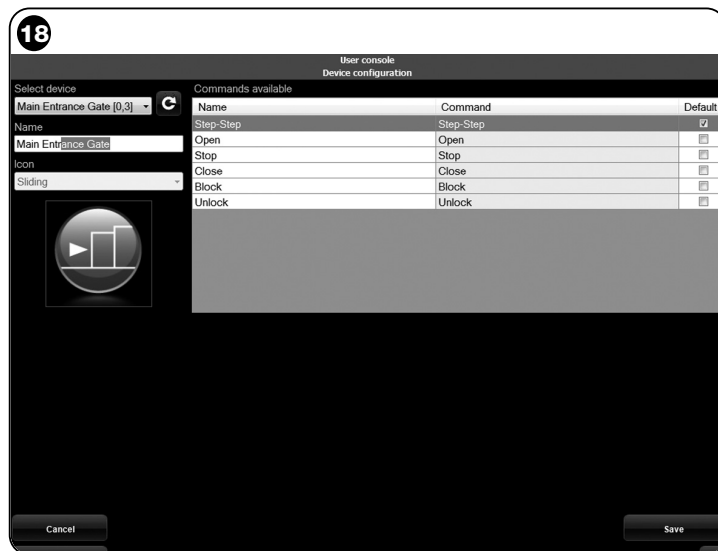 18
User console
Device configuration
Select device
Commands available
Main Entrance Gate [0,3]
Name
Main Entrance Gate
Icon
Sliding
Name Command Default
Step-Step Step-Step
Open Open
Stop Stop
Close Close
Block Block
Unlock Unlock
Cancel
Save